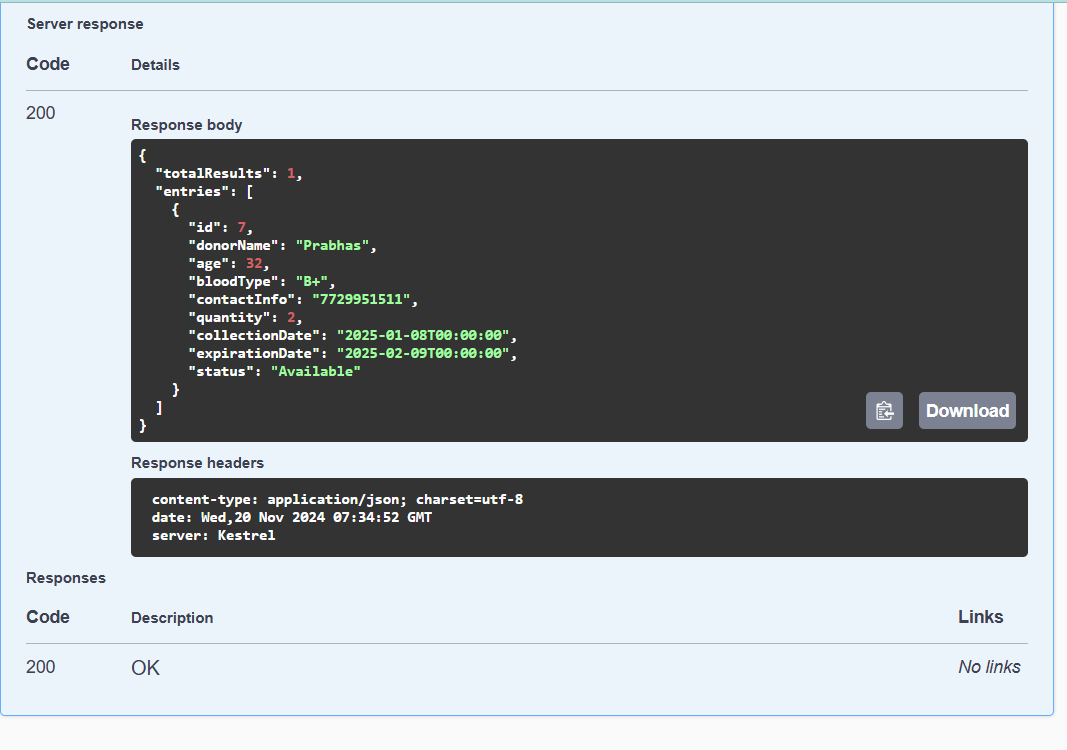 Server response
Code Details
200
Response body
{
  "totalResults": 1,
  "entries": [
    {
      "id": 7,
      "donorName": "Prabhas",
      "age": 32,
      "bloodType": "B+",
      "contactInfo": "7729951511",
      "quantity": 2,
      "collectionDate": "2025-01-08T00:00:00",
      "expirationDate": "2025-02-09T00:00:00",
      "status": "Available"
    }
  ]
}
Download
Response headers
content-type: application/json; charset=utf-8
date: Wed,20 Nov 2024 07:34:52 GMT
server: Kestrel
Responses
Code Description Links
200 OK No links